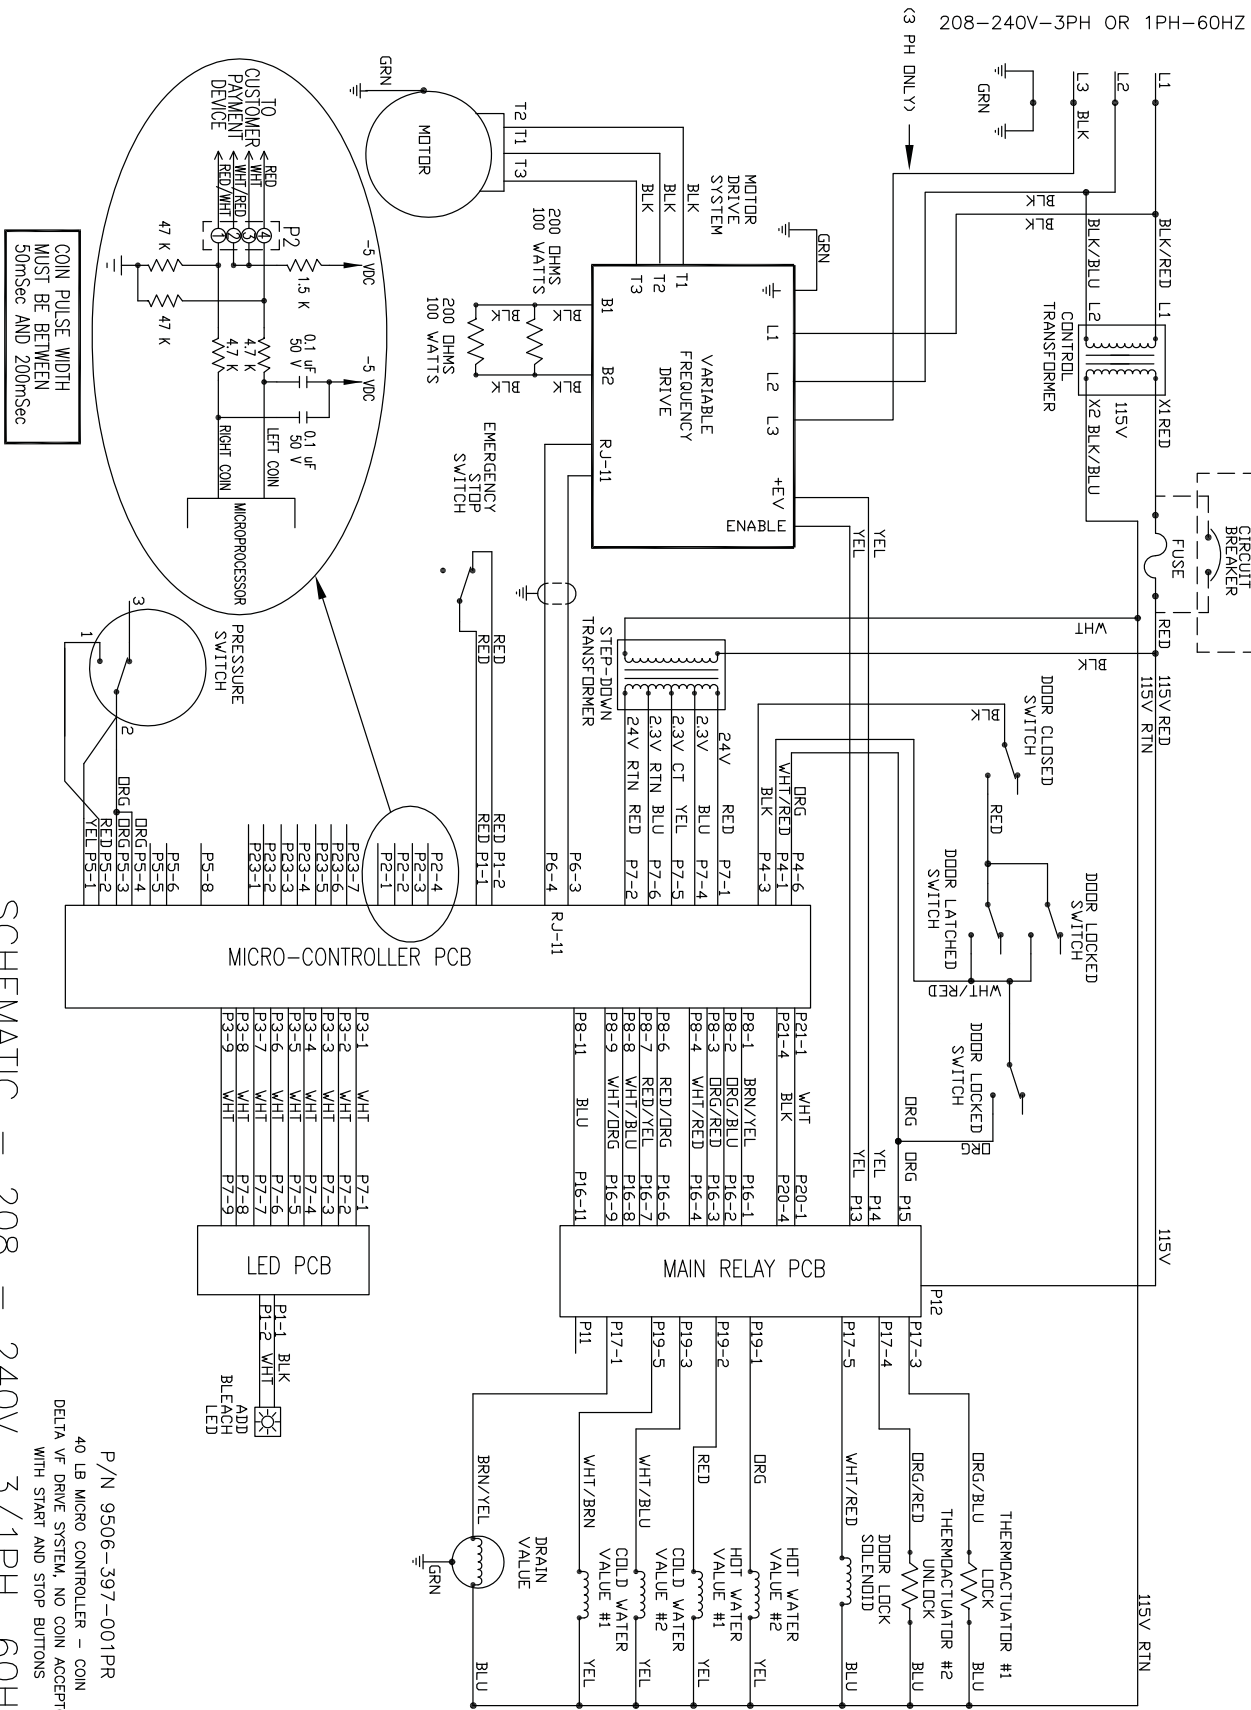 208-240V-3PH OR 1PH-60HZ
(3 PH ONLY)
L1
L2
L3
BLK
GRN
BLK
BLK
BLK/RED
L1
BLK/BLU
L2
CONTROL
TRANSFORMER
115V
X1
RED
X2
BLK/BLU
FUSE
CIRCUIT
BREAKER
RED
WHT
BLK
115V
RED
115V RTN
115V
115V RTN
GRN
MOTOR
T2
T1
T3
BLK
BLK
BLK
MOTOR
DRIVE
SYSTEM
GRN
T1
T2
T3
L1
L2
L3
+EV
ENABLE
VARIABLE
FREQUENCY
DRIVE
B1
B2
RJ-11
200 OHMS
100 WATTS
200 OHMS
100 WATTS
BLK
BLK
BLK
BLK
YEL
YEL
EMERGENCY
STOP
SWITCH
RED
RED
RED P1-2
RED P1-1
STEP-DOWN
TRANSFORMER
24V
RED
P7-1
2.3V
BLU
P7-4
2.3V CT
YEL
P7-5
2.3V RTN
BLU
P7-6
24V RTN
RED
P7-2
P6-3
P6-4
RJ-11
ORG
P4-6
WHT/RED
P4-1
BLK
P4-3
BLK
DOOR CLOSED
SWITCH
RED
DOOR LATCHED
SWITCH
DOOR LOCKED
SWITCH
WHT/RED
DOOR LOCKED
SWITCH
ORG
ORG
TO
CUSTOMER
PAYMENT
DEVICE
RED
WHT
WHT/RED
RED/WHT
P2
4
3
2
1
-5 VDC
1.5 K
47 K
47 K
-5 VDC
0.1 uF
50 V
4.7 K
4.7 K
0.1 uF
50 V
LEFT COIN
RIGHT COIN
MICROPROCESSOR
COIN PULSE WIDTH
MUST BE BETWEEN
50mSec AND 200mSec
PRESSURE
SWITCH
3
1
2
ORG
ORG P5-4
ORG P5-3
RED P5-2
YEL P5-1
P5-5
P5-6
P5-8
P23-1
P23-2
P23-3
P23-4
P23-5
P23-6
P23-7
P2-1
P2-2
P2-3
P2-4
MICRO-CONTROLLER PCB
P21-1
WHT
P20-1
P21-4
BLK
P20-4
P8-1
BRN/YEL
P16-1
P8-2
ORG/BLU
P16-2
P8-3
ORG/RED
P16-3
P8-4
WHT/RED
P16-4
P8-6
RED/ORG
P16-6
P8-7
RED/YEL
P16-7
P8-8
WHT/BLU
P16-8
P8-9
WHT/ORG
P16-9
P8-11
BLU
P16-11
P3-1
WHT
P7-1
P3-2
WHT
P7-2
P3-3
WHT
P7-3
P3-4
WHT
P7-4
P3-5
WHT
P7-5
P3-6
WHT
P7-6
P3-7
WHT
P7-7
P3-8
WHT
P7-8
P3-9
WHT
P7-9
LED PCB
P1-1
BLK
P1-2
WHT
ADD
BLEACH
LED
ORG
P15
YEL
P14
YEL
P13
MAIN RELAY PCB
P12
P17-3
P17-4
P17-5
P19-1
P19-2
P19-3
P19-5
P17-1
P11
ORG/BLU
THERMOACTUATOR #1
LOCK
BLU
ORG/RED
THERMOACTUATOR #2
UNLOCK
BLU
WHT/RED
DOOR LOCK
SOLENOID
BLU
ORG
HOT WATER
VALUE #2
YEL
RED
HOT WATER
VALUE #1
YEL
WHT/BLU
COLD WATER
VALUE #2
YEL
WHT/BRN
COLD WATER
VALUE #1
YEL
BRN/YEL
DRAIN
VALUE
GRN
BLU
SCHEMATIC - 208 - 240V 3/1PH 60H
P/N 9506-397-001PR
40 LB MICRO CONTROLLER - COIN
DELTA VF DRIVE SYSTEM, NO COIN ACCEPT
WITH START AND STOP BUTTONS